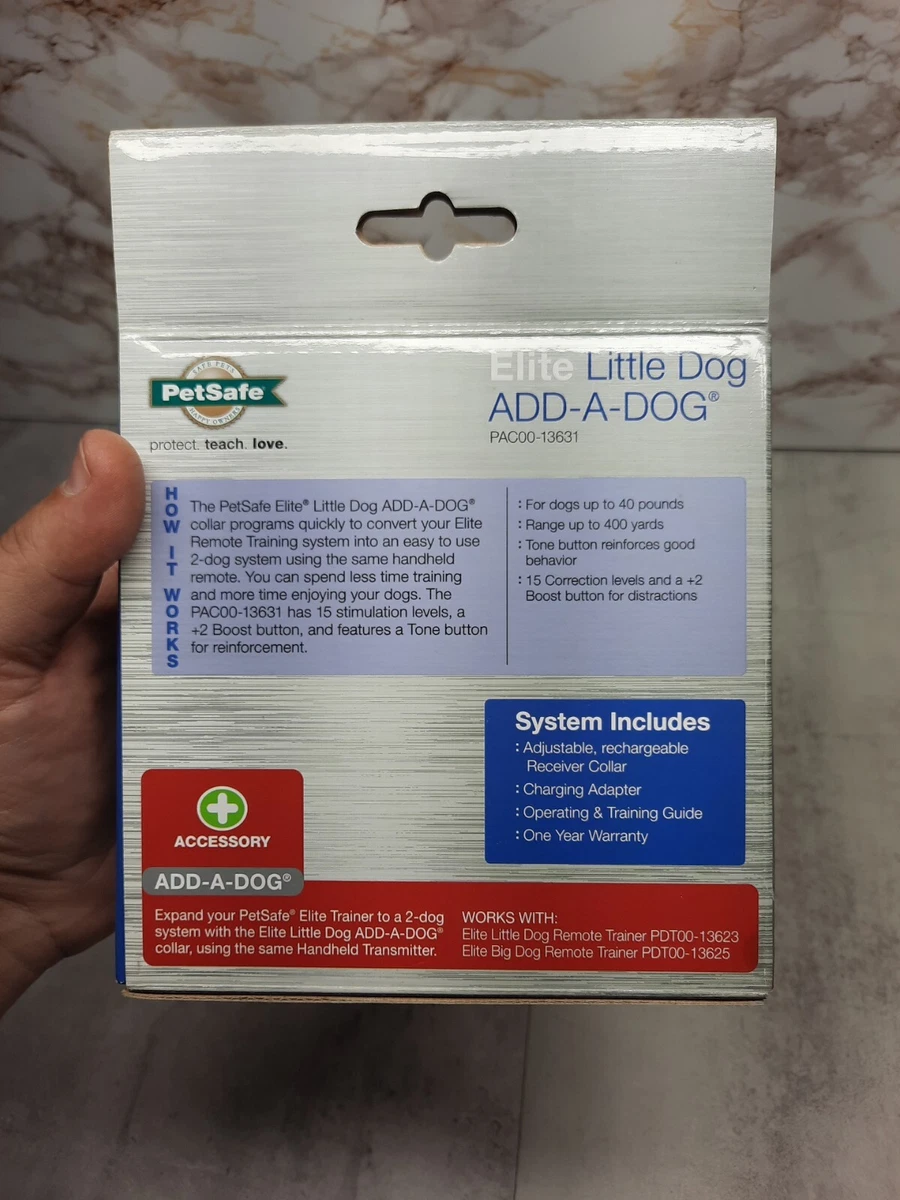 SAFE PETS
PetSafe®
HAPPY OWNERS
protect. teach. love.
Elite Little Dog
ADD-A-DOG®
PAC00-13631
HOW IT WORKS
The PetSafe Elite® Little Dog ADD-A-DOG®
collar programs quickly to convert your Elite
Remote Training system into an easy to use
2-dog system using the same handheld
remote. You can spend less time training
and more time enjoying your dogs. The
PAC00-13631 has 15 stimulation levels, a
+2 Boost button, and features a Tone button
for reinforcement.
: For dogs up to 40 pounds
: Range up to 400 yards
: Tone button reinforces good
behavior
: 15 Correction levels and a +2
Boost button for distractions
System Includes
: Adjustable, rechargeable
Receiver Collar
: Charging Adapter
: Operating & Training Guide
: One Year Warranty
ACCESSORY
ADD-A-DOG®
Expand your PetSafe® Elite Trainer to a 2-dog
system with the Elite Little Dog ADD-A-DOG®
collar, using the same Handheld Transmitter.
WORKS WITH:
Elite Little Dog Remote Trainer PDT00-13623
Elite Big Dog Remote Trainer PDT00-13625